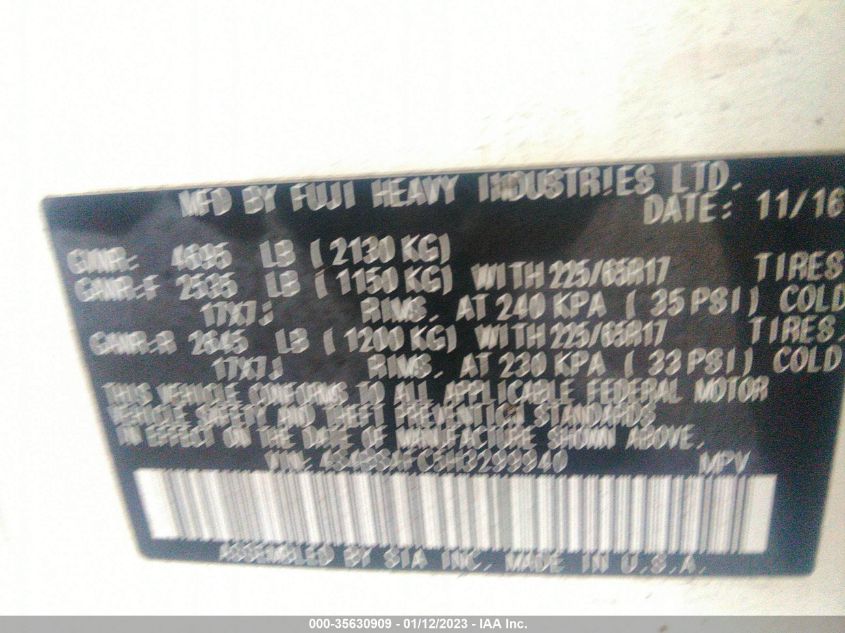 MFD BY FUJI HEAVY INDUSTRIES LTD.
DATE: 11/16
GVWR: 4695 LB ( 2130 KG)
GAWR:F 2535 LB ( 1150 KG) WITH 225/65R17 TIRES
17X7J RIMS, AT 240 KPA ( 35 PSI) COLD
GAWR:R 2645 LB ( 1200 KG) WITH 225/65R17 TIRES,
17X7J RIMS, AT 230 KPA ( 33 PSI) COLD
THIS VEHICLE CONFORMS TO ALL APPLICABLE FEDERAL MOTOR
VEHICLE SAFETY AND THEFT PREVENTION STANDARDS
IN EFFECT ON THE DATE OF MANUFACTURE SHOWN ABOVE.
VIN: MPV
ASSEMBLED BY SIA INC. MADE IN U.S.A.
000-35630909 - 01/12/2023 - IAA Inc.